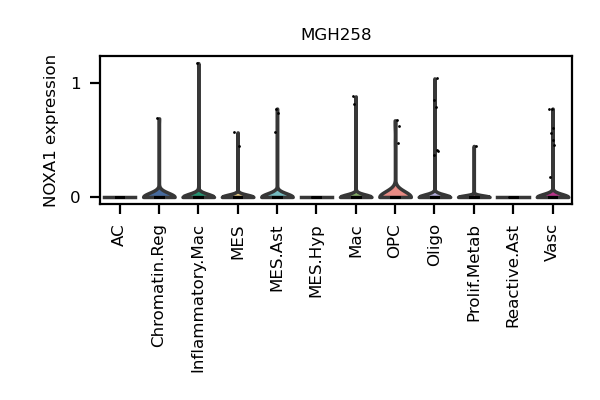 MGH258
NOXA1 expression
1
0
AC
Chromatin.Reg
Inflammatory.Mac
MES
MES.Ast
MES.Hyp
Mac
OPC
Oligo
Prolif.Metab
Reactive.Ast
Vasc